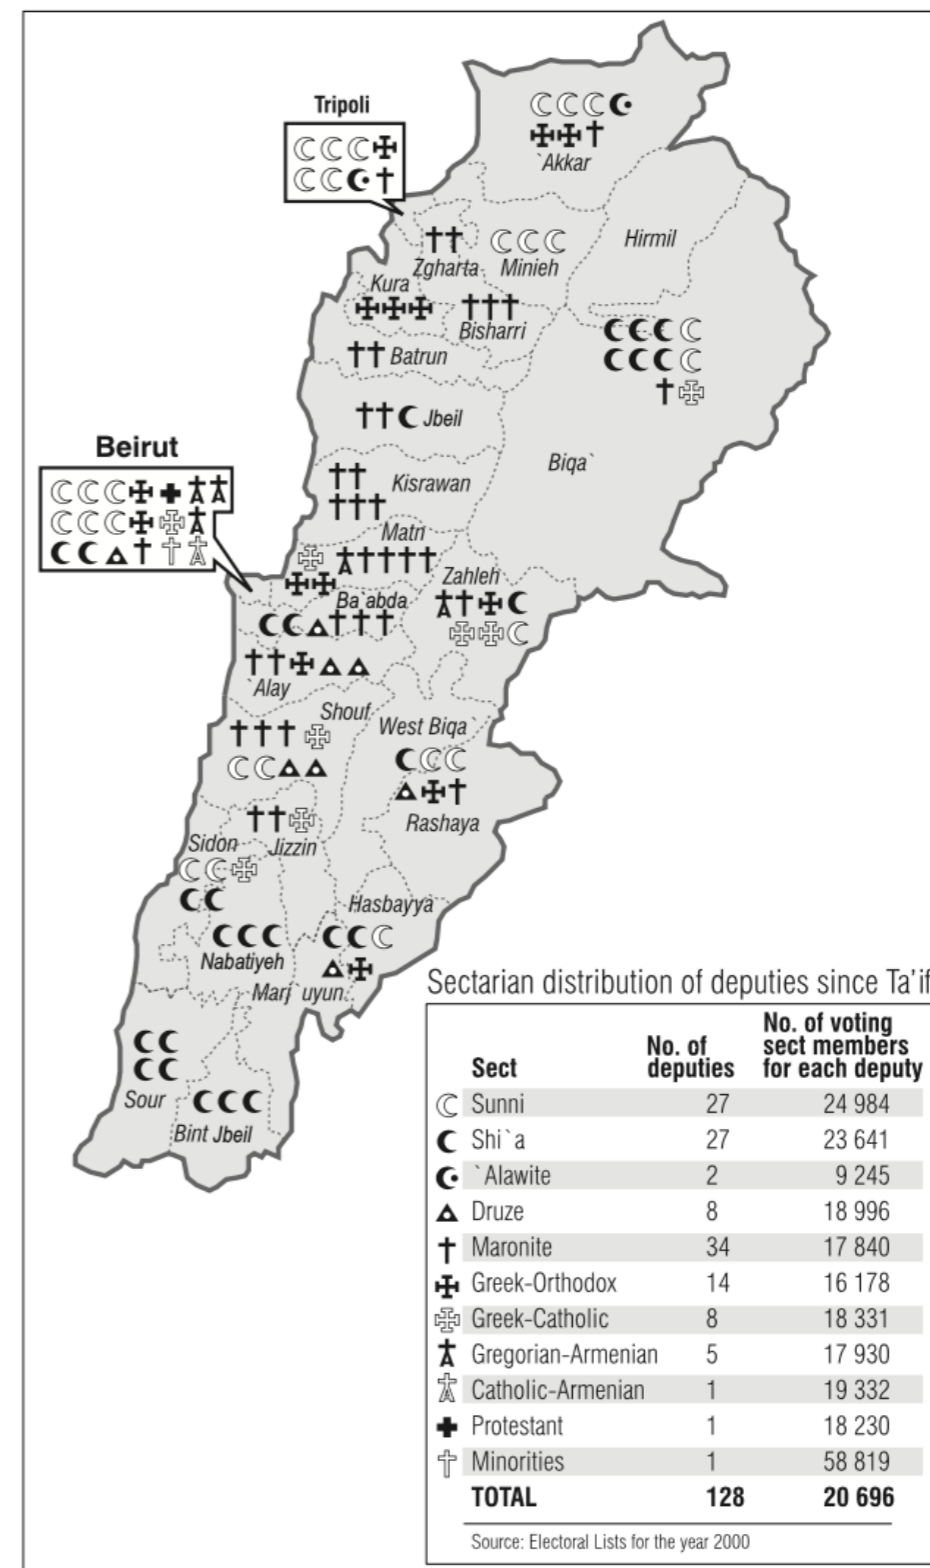 Tripoli
`Akkar
Hirmil
Zgharta
Minieh
Kura
Bisharri
Batrun
Jbeil
Beirut
Biqa`
Kisrawan
Matn
Zahleh
Ba`abda
`Alay
Shouf
West Biqa`
Rashaya
Sidon
Jizzin
Hasbayya
Nabatiyeh
Marj uyun
Sour
Bint Jbeil
Sectarian distribution of deputies since Ta'if
Sect No. of deputies No. of voting sect members for each deputy
Sunni 27 24 984
Shi`a 27 23 641
`Alawite 2 9 245
Druze 8 18 996
Maronite 34 17 840
Greek-Orthodox 14 16 178
Greek-Catholic 8 18 331
Gregorian-Armenian 5 17 930
Catholic-Armenian 1 19 332
Protestant 1 18 230
Minorities 1 58 819
TOTAL 128 20 696
Source: Electoral Lists for the year 2000